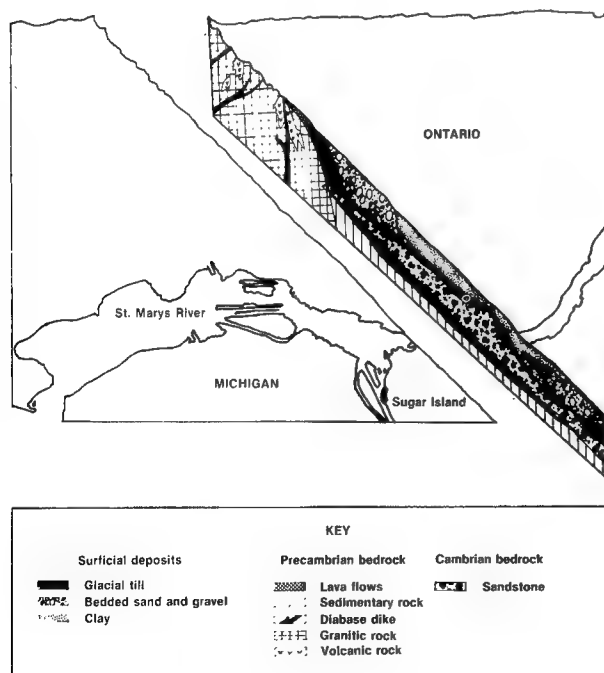 ONTARIO
St. Marys River
MICHIGAN
Sugar Island
KEY
Surficial deposits
Glacial till
Bedded sand and gravel
Clay
Precambrian bedrock
Lava flows
Sedimentary rock
Diabase dike
Granitic rock
Volcanic rock
Cambrian bedrock
Sandstone